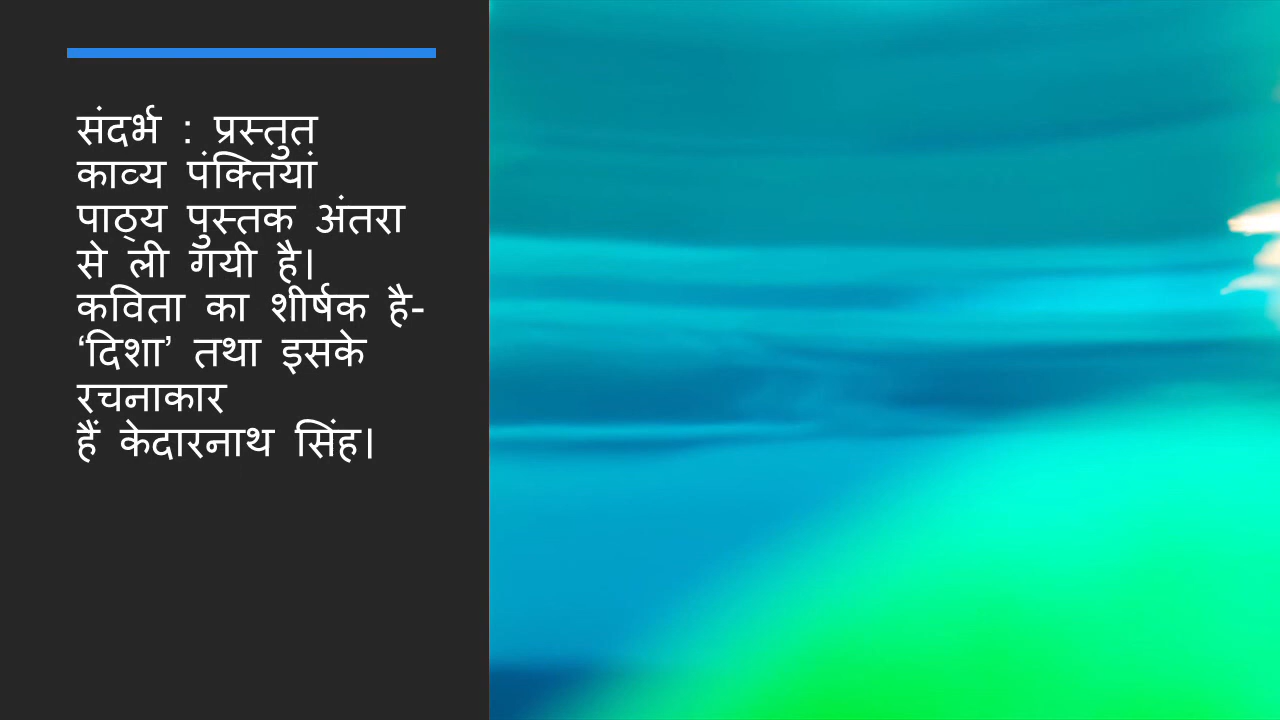 संदर्भ : प्रस्तुत
काव्य पंक्तियां
पाठ्य पुस्तक अंतरा
से ली गयी है।
कविता का शीर्षक है-
‘दिशा’ तथा इसके
रचनाकार
हैं केदारनाथ सिंह।